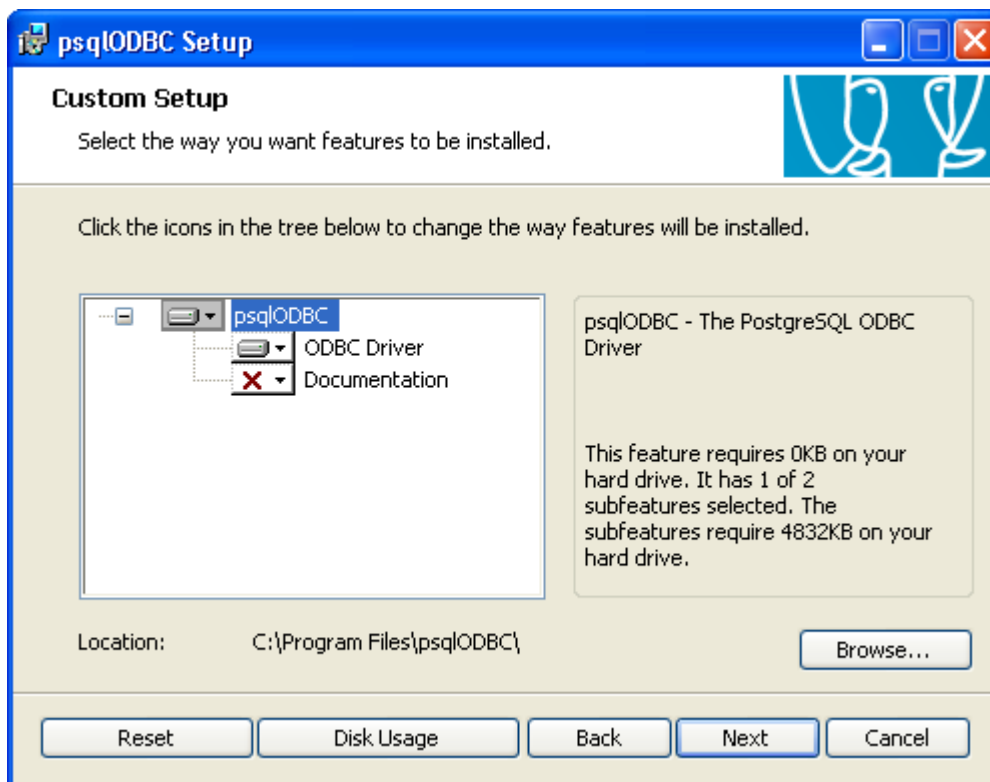 psqlODBC Setup
Custom Setup
Select the way you want features to be installed.
Click the icons in the tree below to change the way features will be installed.
psqlODBC
ODBC Driver
Documentation
psqlODBC - The PostgreSQL ODBC
Driver
This feature requires 0KB on your
hard drive. It has 1 of 2
subfeatures selected. The
subfeatures require 4832KB on your
hard drive.
Location: C:\Program Files\psqlODBC\
Browse...
Reset Disk Usage Back Next Cancel